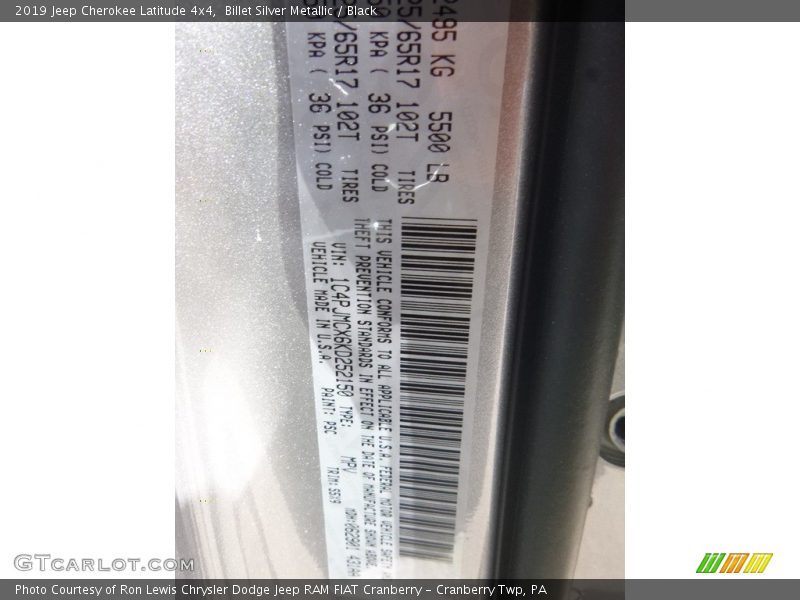 2019 Jeep Cherokee Latitude 4x4,  Billet Silver Metallic / Black
2495 KG   5500 LB
65R17 102T   TIRES
KPA ( 36 PSI) COLD
/65R17 102T   TIRES
KPA ( 36 PSI) COLD
THIS VEHICLE CONFORMS TO ALL APPLICABLE U.S.A. FEDERAL MOTOR VEHICLE SAFETY
THEFT PREVENTION STANDARDS IN EFFECT ON THE DATE OF MANUFACTURE SHOWN ABOVE.
VIN: 1C4PJMCX6KD252150 TYPE: MPV
VEHICLE MADE IN U.S.A. PAINT: PSC TRIM:
GTCarLot.com
Photo Courtesy of Ron Lewis Chrysler Dodge Jeep RAM FIAT Cranberry – Cranberry Twp, PA